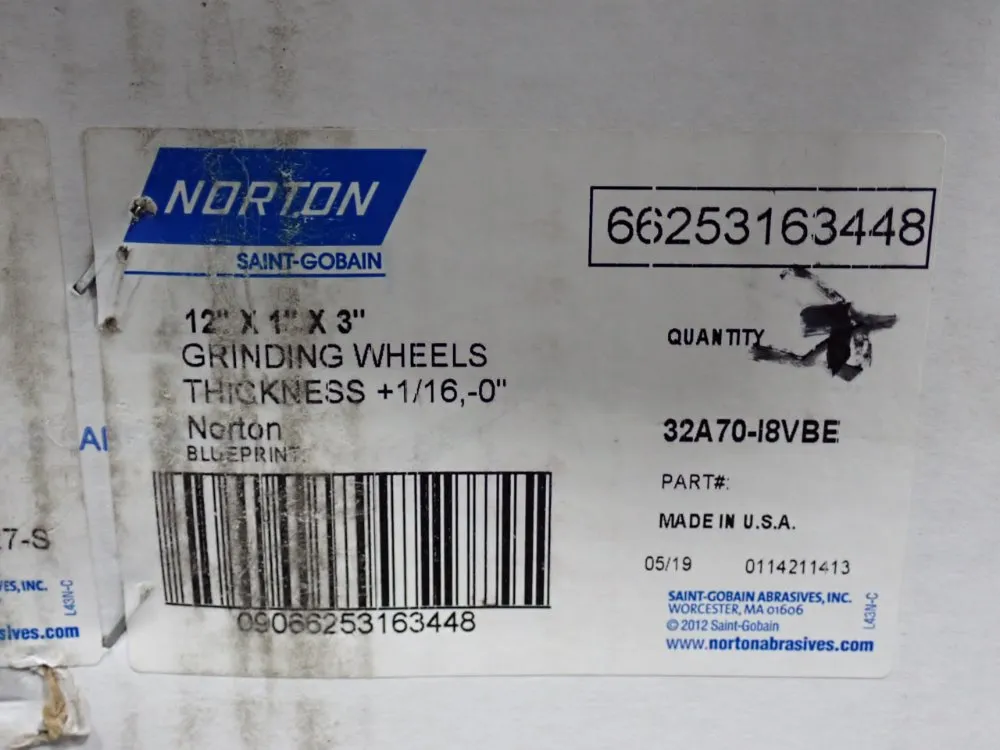 NORTON
SAINT-GOBAIN
66253163448
12" X 1" X 3"
GRINDING WHEELS
THICKNESS +1/16,-0"
Norton
BLUEPRINT:
QUANTITY
32A70-I8VBE
PART#:
MADE IN U.S.A.
05/19 0114211413
09066253163448
SAINT-GOBAIN ABRASIVES, INC.
WORCESTER, MA 01606
© 2012 Saint-Gobain
www.nortonabrasives.com
L43N-C
AI
7-S
VES, INC.
sives.com
L43N-C